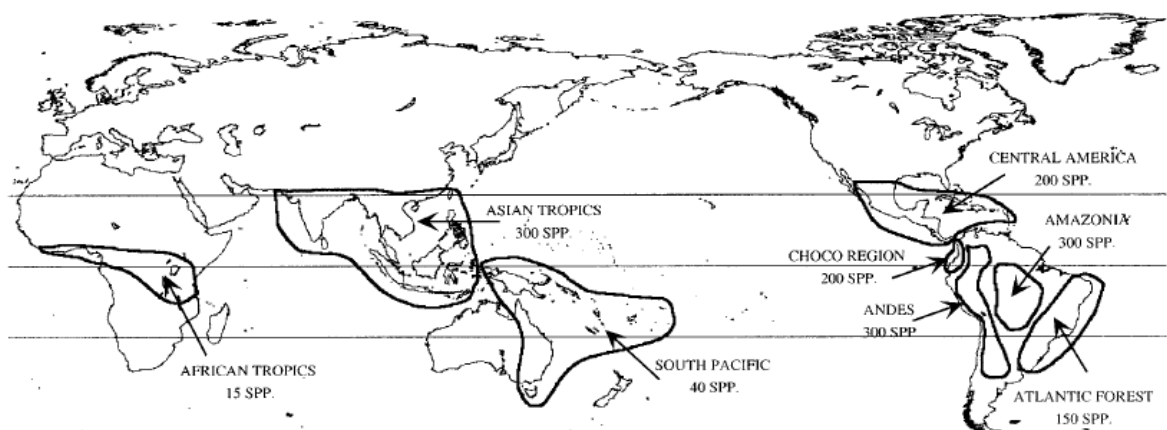 CENTRAL AMERICA
200 SPP.
ASIAN TROPICS
300 SPP.
AMAZONIA
300 SPP.
CHOCO REGION
200 SPP.
ANDES
300 SPP
SOUTH PACIFIC
40 SPP.
AFRICAN TROPICS
15 SPP.
ATLANTIC FOREST
150 SPP.